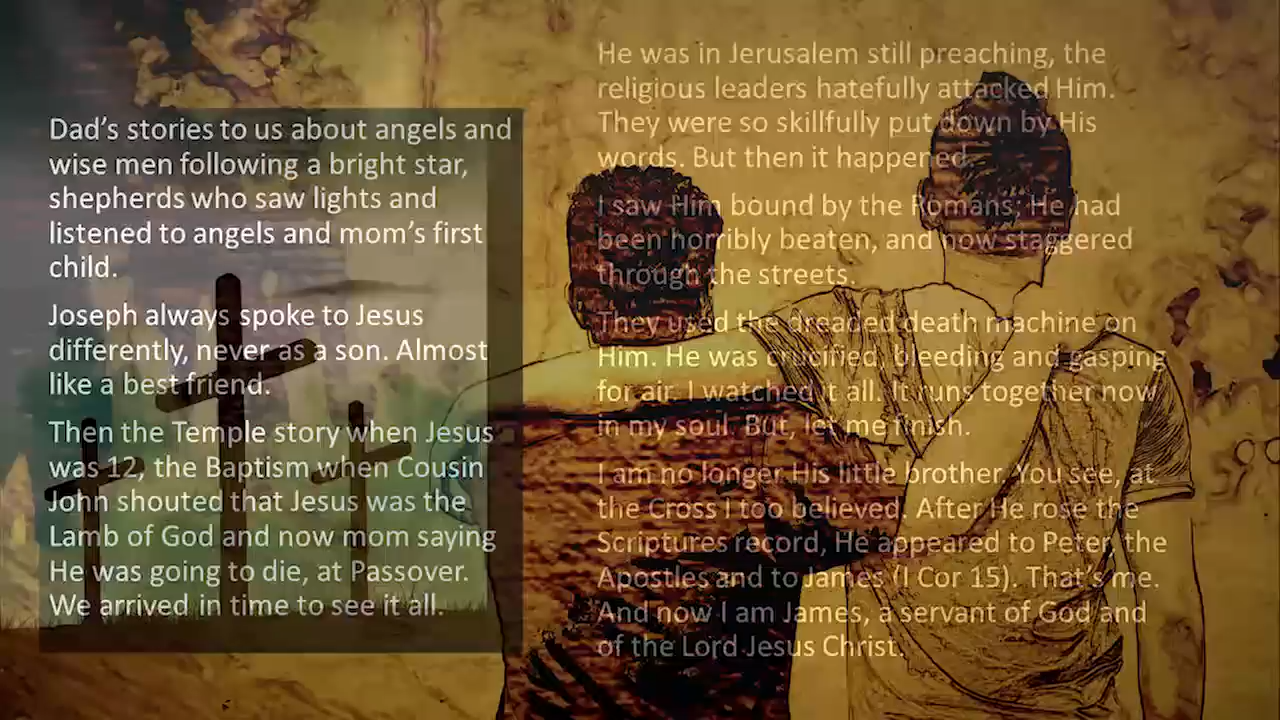 Dad’s stories to us about angels and
wise men following a bright star,
shepherds who saw lights and
listened to angels and mom’s first
child.
Joseph always spoke to Jesus
differently, never as a son. Almost
like a best friend.
Then the Temple story when Jesus
was 12, the Baptism when Cousin
John shouted that Jesus was the
Lamb of God and now mom saying
He was going to die, at Passover.
We arrived in time to see it all.
He was in Jerusalem still preaching, the
religious leaders hatefully attacked Him.
They were so skillfully put down by His
words. But then it happened.
I saw Him bound by the Romans; He had
been horribly beaten, and now staggered
through the streets.
They used the dreaded death machine on
Him. He was crucified, bleeding and gasping
for air. I watched it all. It runs together now
in my soul. But, let me finish.
I am no longer His little brother. You see, at
the Cross I too believed. After He rose the
Scriptures record, He appeared to Peter, the
Apostles and to James (I Cor 15). That’s me.
And now I am James, a servant of God and
of the Lord Jesus Christ.